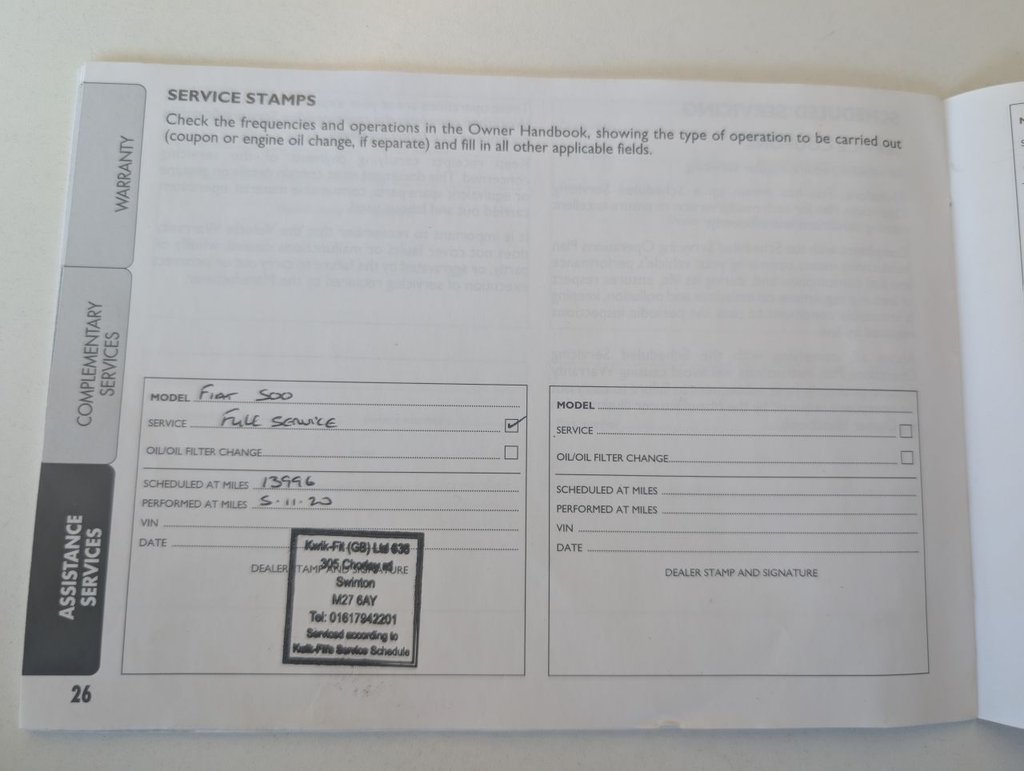 SERVICE STAMPS
Check the frequencies and operations in the Owner Handbook, showing the type of operation to be carried out
(coupon or engine oil change, if separate) and fill in all other applicable fields.
WARRANTY
COMPLEMENTARY
SERVICES
ASSISTANCE
SERVICES
MODEL Fiat 500
SERVICE Full Service
OIL/OIL FILTER CHANGE
SCHEDULED AT MILES 13996
PERFORMED AT MILES 5-11-20
VIN
DATE
DEALER STAMP AND SIGNATURE
Kwik-Fit (GB) Ltd 636
305 Chorley rd
Swinton
M27 6AY
Tel: 01617942201
Serviced according to
Kwik-Fit's Service Schedule
MODEL
SERVICE
OIL/OIL FILTER CHANGE
SCHEDULED AT MILES
PERFORMED AT MILES
VIN
DATE
DEALER STAMP AND SIGNATURE
26